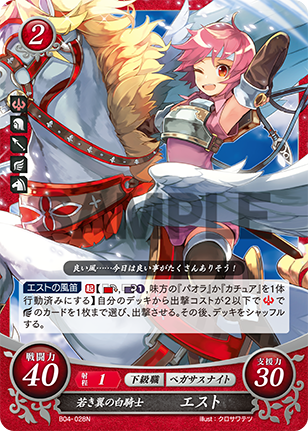 2
SAMPLE
良い風……今日は良い事がたくさんありそう！
エストの風笛 起【 、 、味方の『パオラ』か『カチュア』を1体
行動済みにする】自分のデッキから出撃コストが2以下で で
のカードを1枚まで選び、出撃させる。その後、デッキをシャッフル
する。
戦闘力
40
射程 1
下級職
ペガサスナイト
支援力
30
若き翼の白騎士 エスト
B04-028N
Illust：クロサワテツ